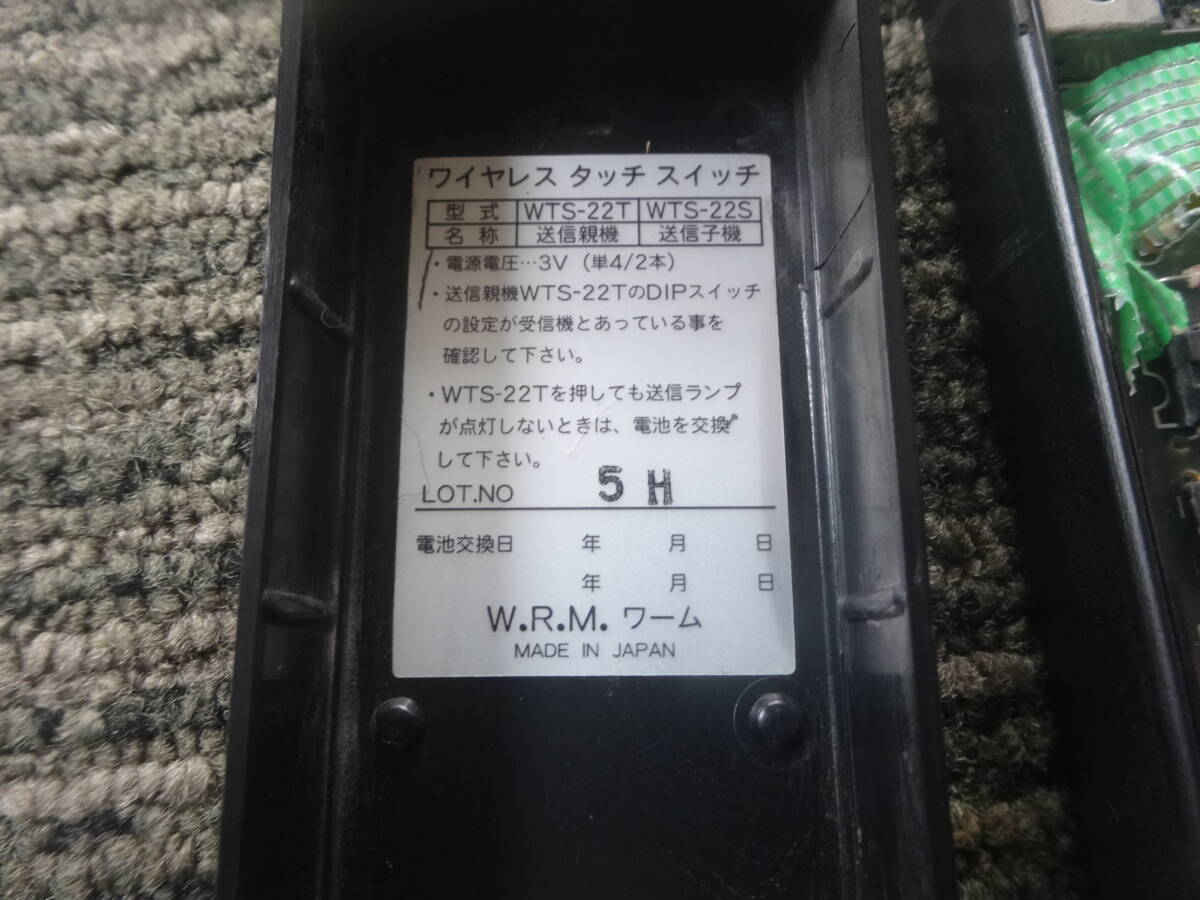 ワイヤレス タッチ スイッチ
型 式 WTS-22T WTS-22S
名 称 送信親機 送信子機
・電源電圧…3V (単4/2本)
・送信親機WTS-22TのDIPスイッチ
の設定が受信機とあっている事を
確認して下さい。
・WTS-22Tを押しても送信ランプ
が点灯しないときは、電池を交換
して下さい。
LOT.NO 5 H
電池交換日 年 月 日
年 月 日
W.R.M. ワーム
MADE IN JAPAN